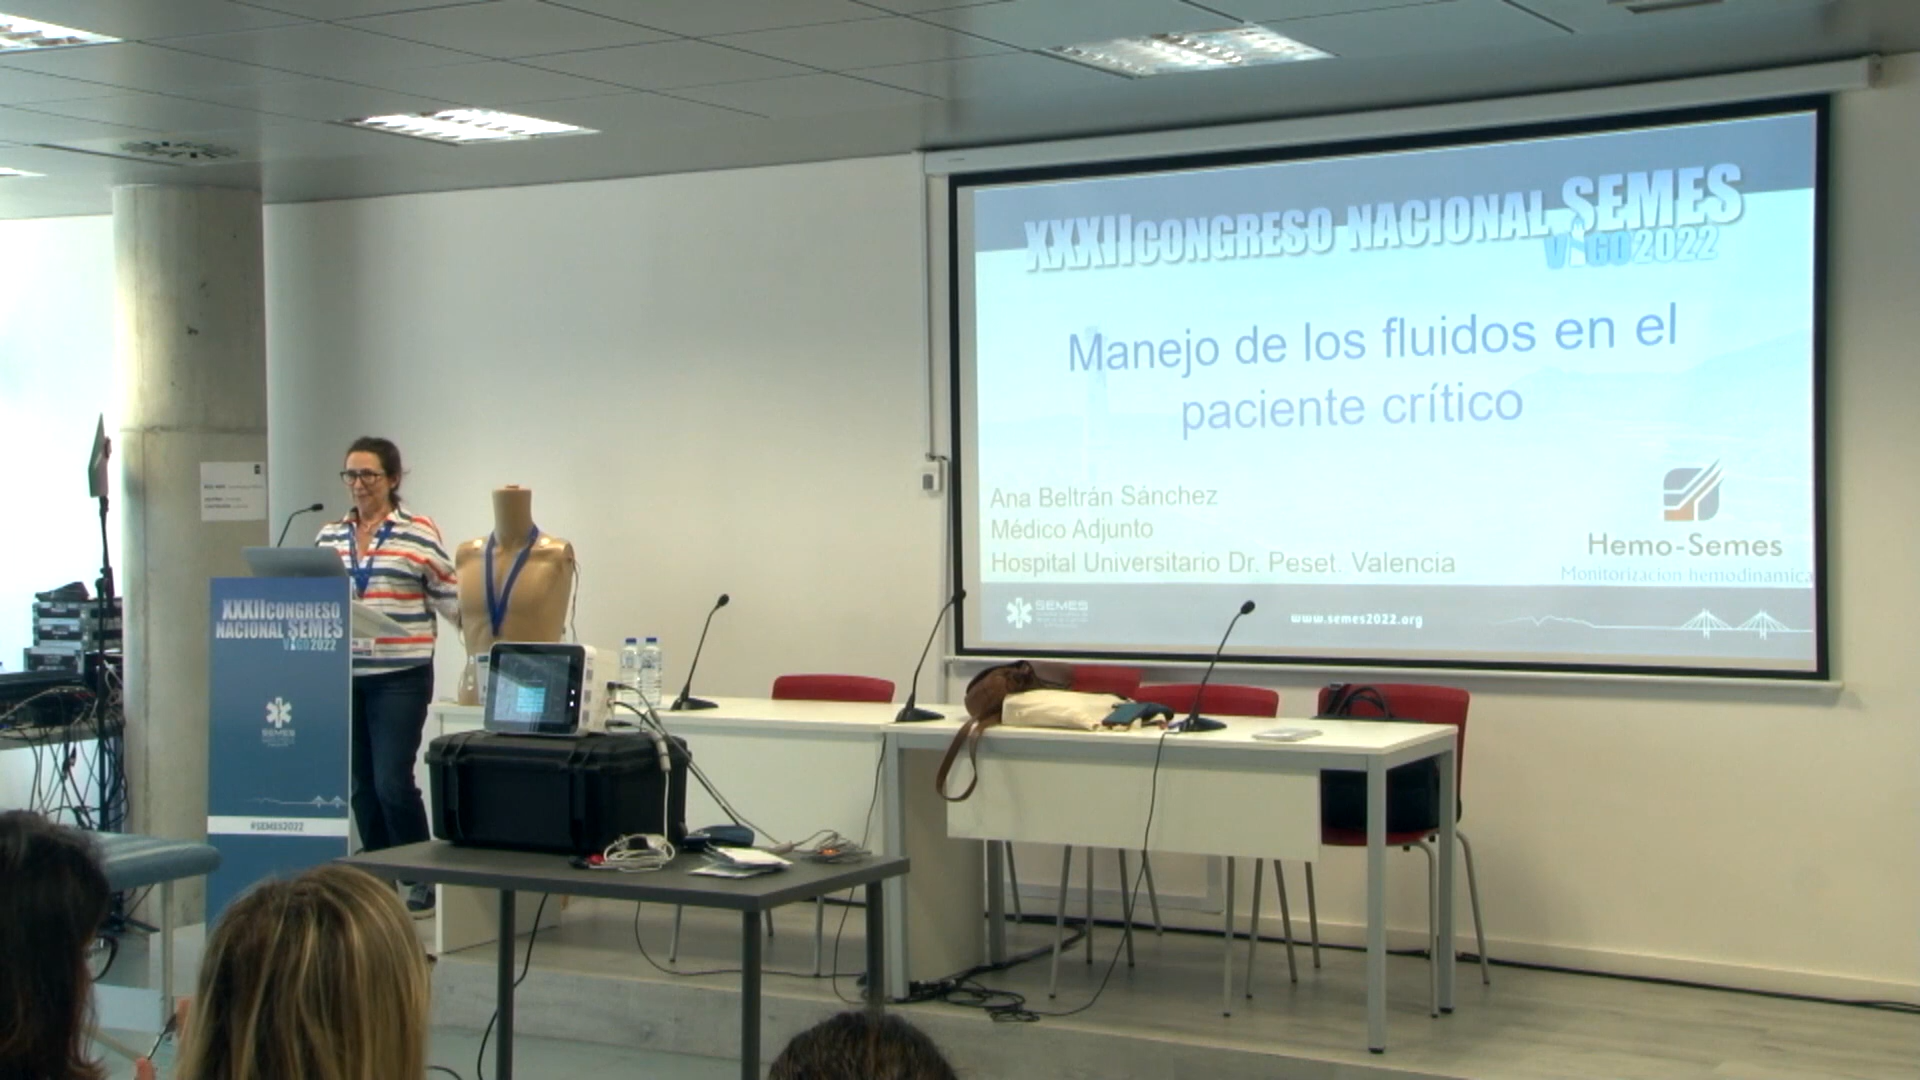 XXXII CONGRESO NACIONAL SEMES
VIGO 2022
Manejo de los fluidos en el
paciente crítico
Ana Beltrán Sánchez
Médico Adjunto
Hospital Universitario Dr. Peset. Valencia
Hemo-Semes
Monitorización hemodinamica
SEMES
www.semes2022.org
XXXII CONGRESO
NACIONAL SEMES
VIGO 2022
SEMES
#SEMES2022